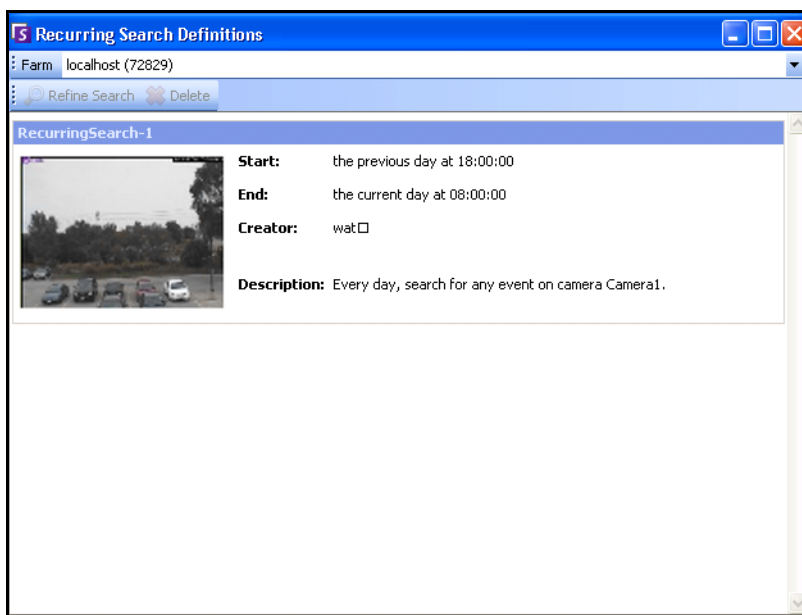 Recurring Search Definitions
Farm localhost (72829)
Refine Search Delete
RecurringSearch-1
Start: the previous day at 18:00:00
End: the current day at 08:00:00
Creator: wat□
Description: Every day, search for any event on camera Camera1.